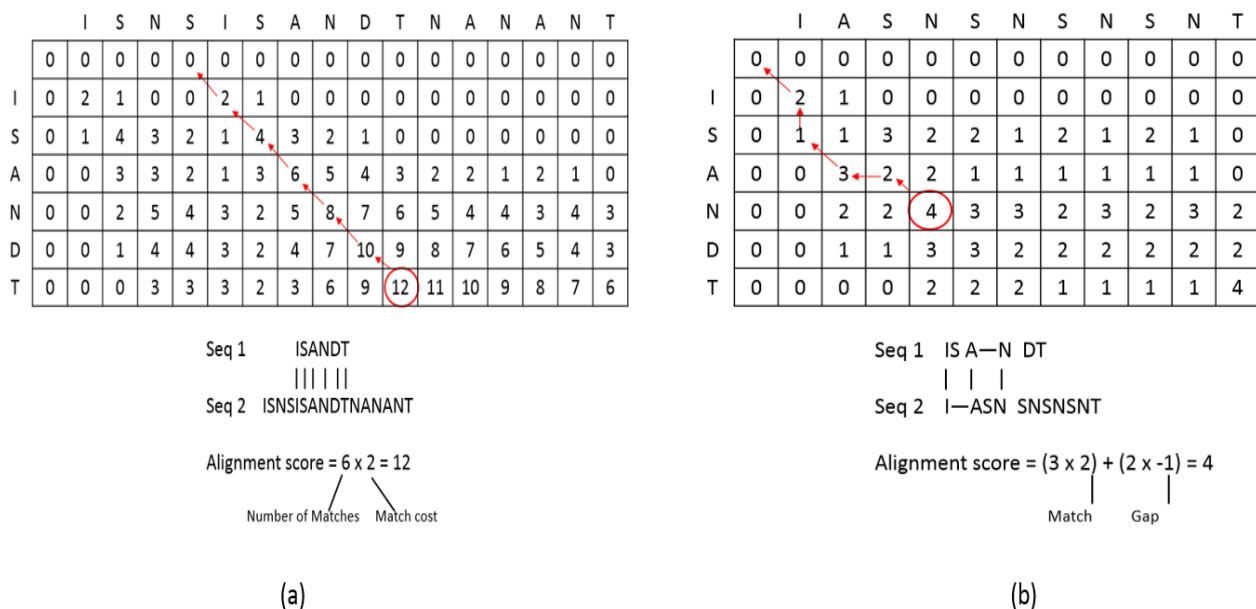 I S N S I S A N D T N A N A N T
0 0 0 0 0 0 0 0 0 0 0 0 0 0 0 0 0
I 0 2 1 0 0 2 1 0 0 0 0 0 0 0 0 0 0
S 0 1 4 3 2 1 4 3 2 1 0 0 0 0 0 0 0
A 0 0 3 3 2 1 3 6 5 4 3 2 2 1 2 1 0
N 0 0 2 5 4 3 2 5 8 7 6 5 4 4 3 4 3
D 0 0 1 4 4 3 2 4 7 10 9 8 7 6 5 4 3
T 0 0 0 3 3 3 2 3 6 9 12 11 10 9 8 7 6
Seq 1 ISANDT
Seq 2 ISNSISANDTNANANT
Alignment score = 6 x 2 = 12
Number of Matches Match cost
(a)
I A S N S N S N S N T
0 0 0 0 0 0 0 0 0 0 0 0
I 0 2 1 0 0 0 0 0 0 0 0 0
S 0 1 1 3 2 2 1 2 1 2 1 0
A 0 0 3 2 2 1 1 1 1 1 1 0
N 0 0 2 2 4 3 3 2 3 2 3 2
D 0 0 1 1 3 3 2 2 2 2 2 2
T 0 0 0 0 2 2 2 1 1 1 1 4
Seq 1 IS A—N DT
Seq 2 I—ASN SNSNSNT
Alignment score = (3 x 2) + (2 x -1) = 4
Match Gap
(b)